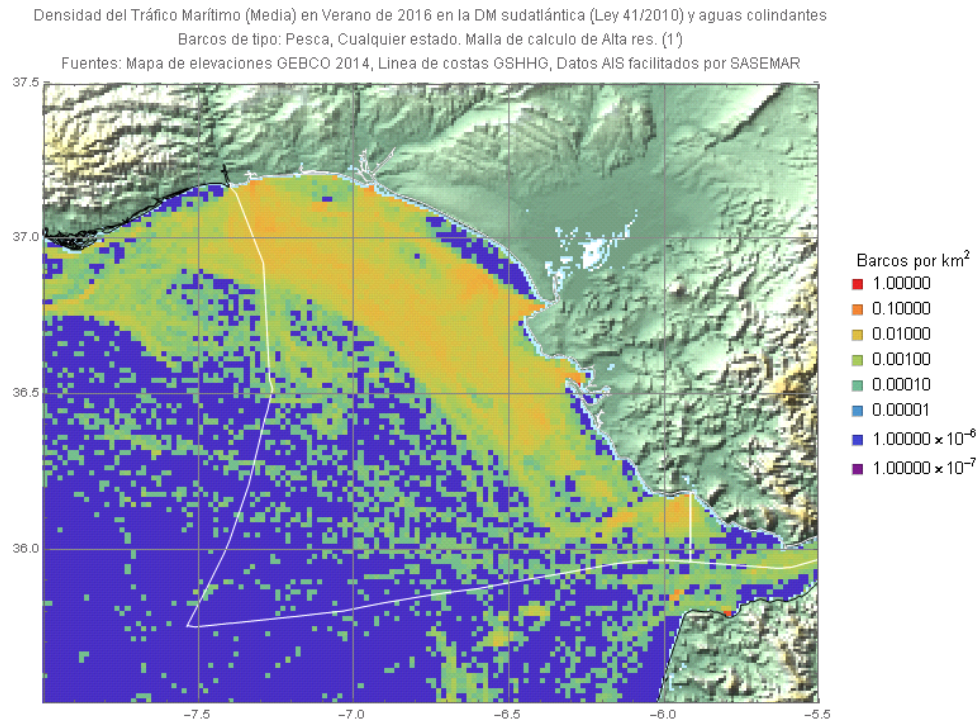 Densidad del Tráfico Marítimo (Media) en Verano de 2016 en la DM sudatlántica (Ley 41/2010) y aguas colindantes
Barcos de tipo: Pesca, Cualquier estado. Malla de calculo de Alta res. (1')
Fuentes: Mapa de elevaciones GEBCO 2014, Linea de costas GSHHG, Datos AIS facilitados por SASEMAR
37.5
37.0
36.5
36.0
−7.5
−7.0
−6.5
−6.0
−5.5
Barcos por km²
1.00000
0.10000
0.01000
0.00100
0.00010
0.00001
1.00000 × 10⁻⁶
1.00000 × 10⁻⁷